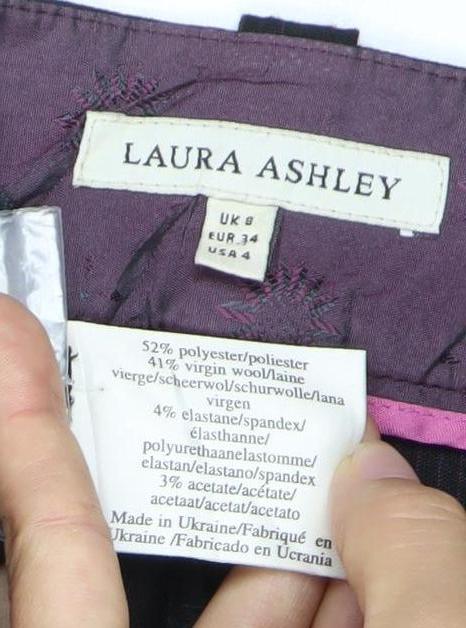 LAURA ASHLEY
UK 8
EUR 34
USA 4
52% polyester/poliester
41% virgin wool/laine
vierge/scheerwol/schurwolle/lana
virgen
4% elastane/spandex/
élasthanne/
polyurethaanelastomme/
elastan/elastano/spandex
3% acetate/acétate/
acetaat/acetat/acetato
Made in Ukraine/Fabriqué en
Ukraine /Fabricado en Ucrania